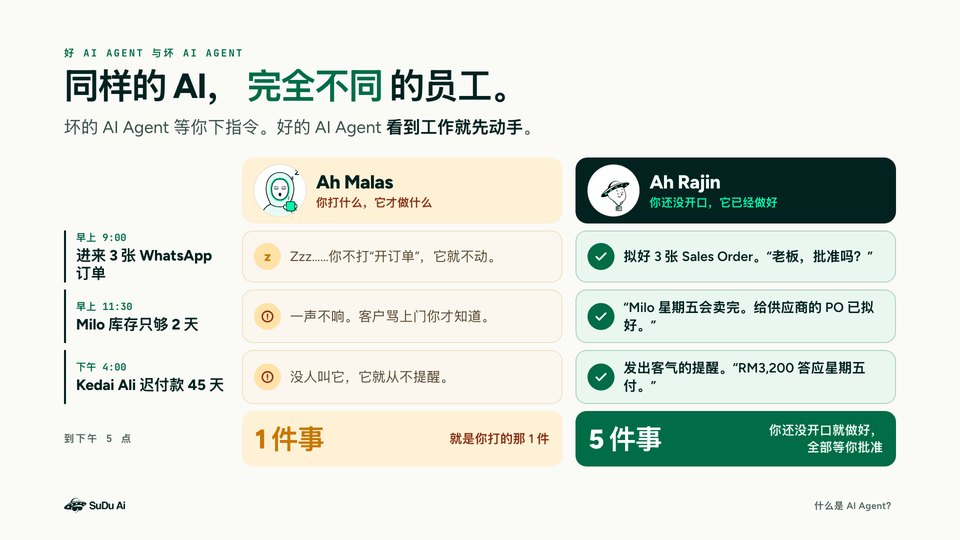 好 AI AGENT 与坏 AI AGENT
同样的 AI，完全不同 的员工。
坏的 AI Agent 等你下指令。好的 AI Agent 看到工作就先动手。
z
Ah Malas
你打什么，它才做什么
Ah Rajin
你还没开口，它已经做好
早上 9:00
进来 3 张 WhatsApp
订单
z
Zzz……你不打“开订单”，它就不动。
拟好 3 张 Sales Order。“老板，批准吗？”
早上 11:30
Milo 库存只够 2 天
一声不响。客户骂上门你才知道。
“Milo 星期五会卖完。给供应商的 PO 已拟
好。”
下午 4:00
Kedai Ali 迟付款 45 天
没人叫它，它就从不提醒。
发出客气的提醒。“RM3,200 答应星期五
付。”
到下午 5 点
1 件事
就是你打的那 1 件
5 件事
你还没开口就做好，
全部等你批准
SuDu Ai
什么是 AI Agent?